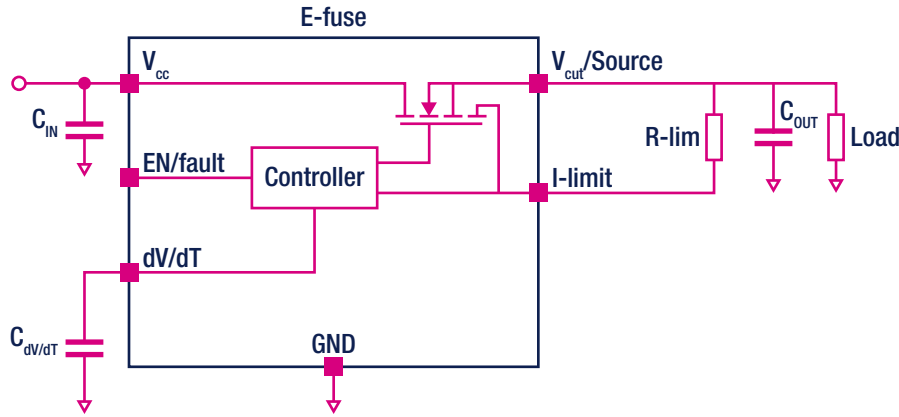 E-fuse
Vcc
Vcut/Source
CIN
COUT
R-lim
Load
EN/fault
Controller
I-limit
dV/dT
CdV/dT
GND